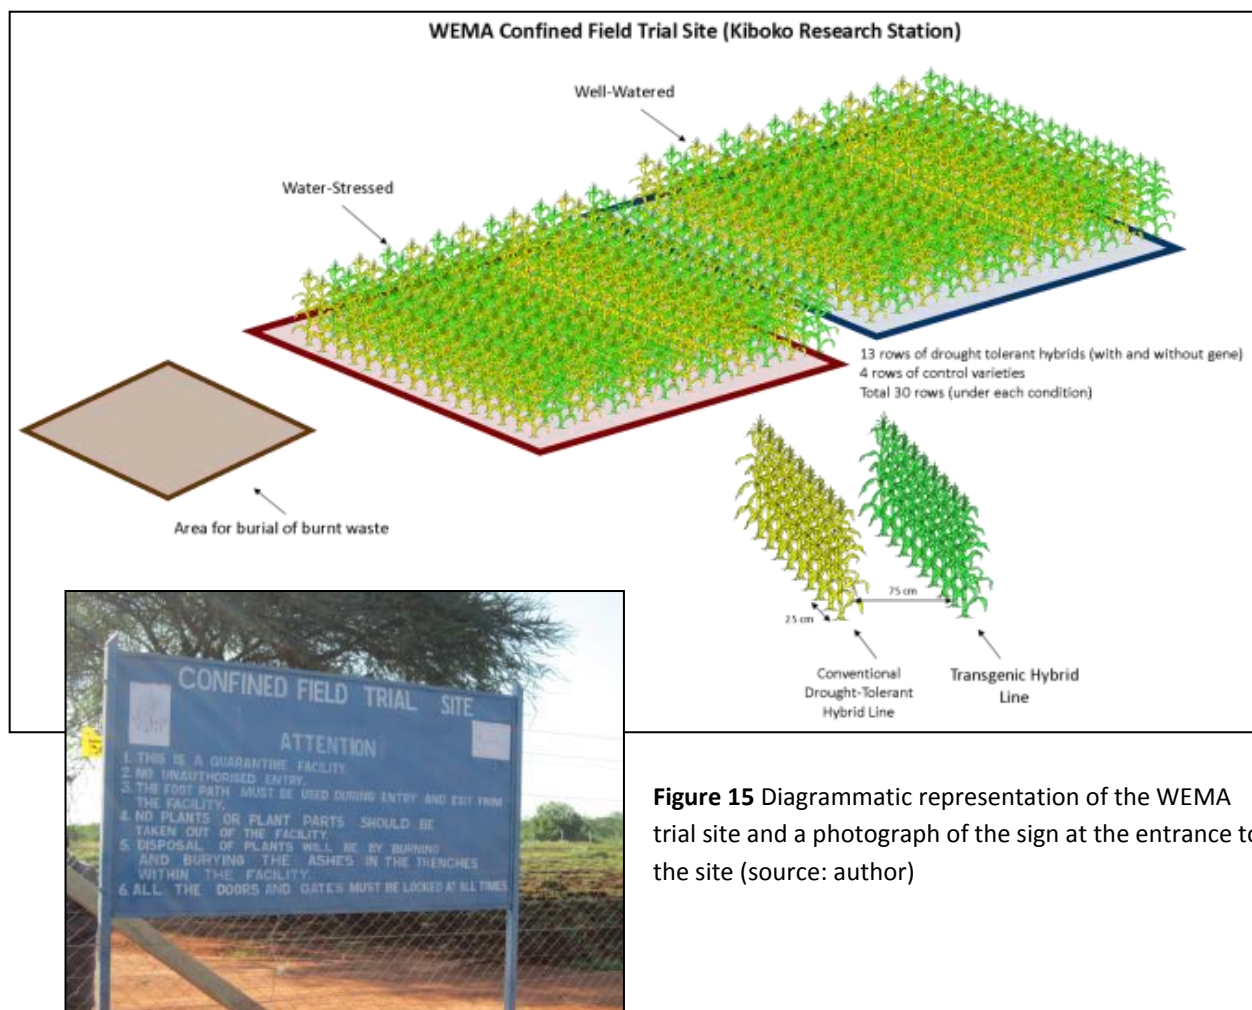 WEMA Confined Field Trial Site (Kiboko Research Station)
Well-Watered
Water-Stressed
13 rows of drought tolerant hybrids (with and without gene)
4 rows of control varieties
Total 30 rows (under each condition)
Area for burial of burnt waste
75 cm
25 cm
Conventional
Drought-Tolerant
Hybrid Line
Transgenic Hybrid
Line
CONFINED FIELD TRIAL SITE
ATTENTION
1. THIS IS A QUARANTINE FACILITY.
2. NO UNAUTHORISED ENTRY.
3. THE FOOT PATH MUST BE USED DURING ENTRY AND EXIT FROM
THE FACILITY.
4. NO PLANTS OR PLANT PARTS SHOULD BE
TAKEN OUT OF THE FACILITY.
5. DISPOSAL OF PLANTS WILL BE BY BURNING
AND BURYING THE ASHES IN THE TRENCHES
WITHIN THE FACILITY.
6. ALL THE DOORS AND GATES MUST BE LOCKED AT ALL TIMES
Figure 15 Diagrammatic representation of the WEMA
trial site and a photograph of the sign at the entrance to
the site (source: author)